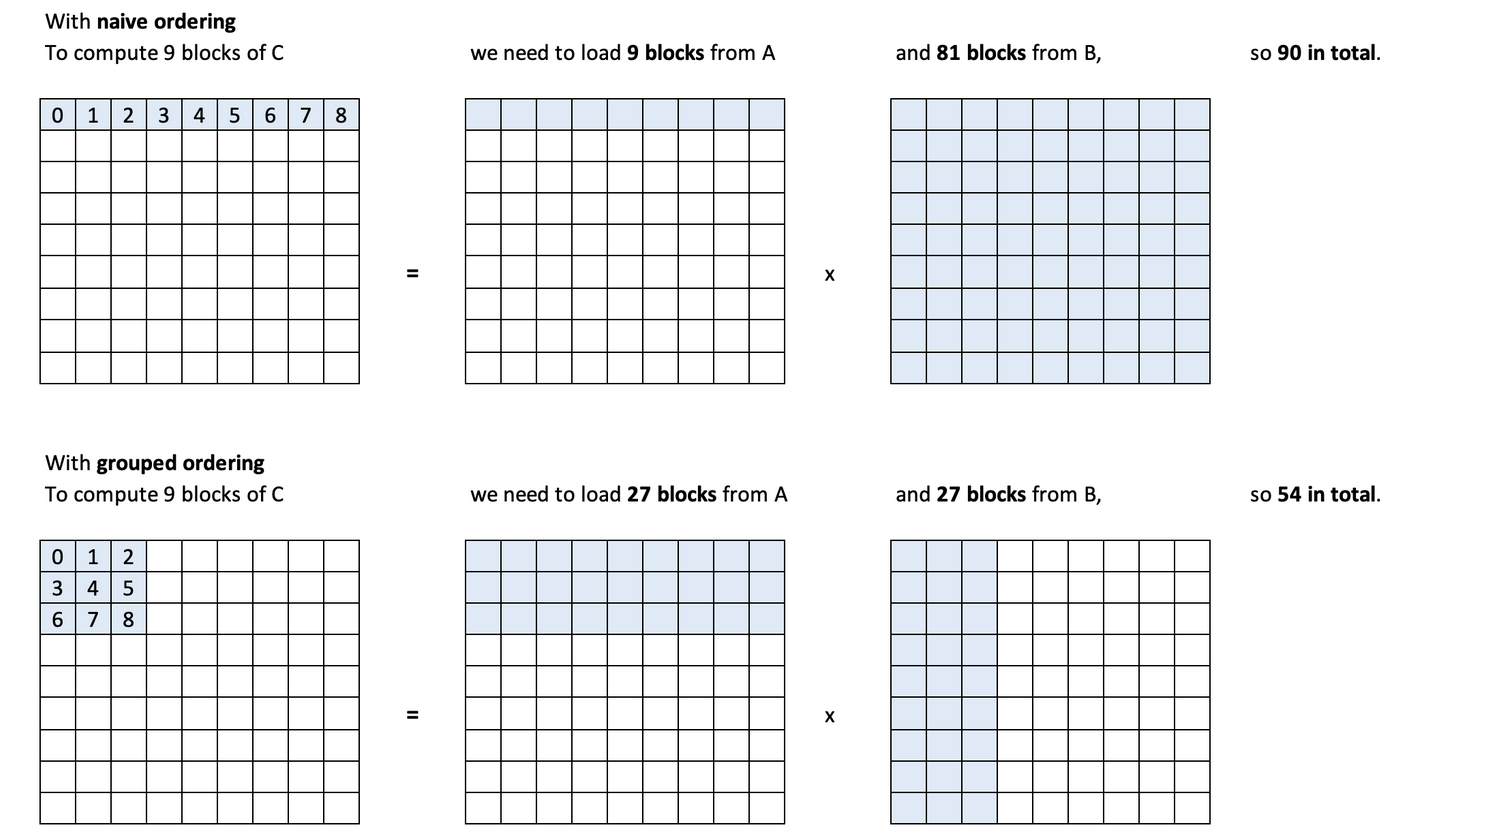 With naive ordering
To compute 9 blocks of C
we need to load 9 blocks from A
and 81 blocks from B,
so 90 in total.
0 1 2 3 4 5 6 7 8
=
x
With grouped ordering
To compute 9 blocks of C
we need to load 27 blocks from A
and 27 blocks from B,
so 54 in total.
0 1 2
3 4 5
6 7 8
=
x